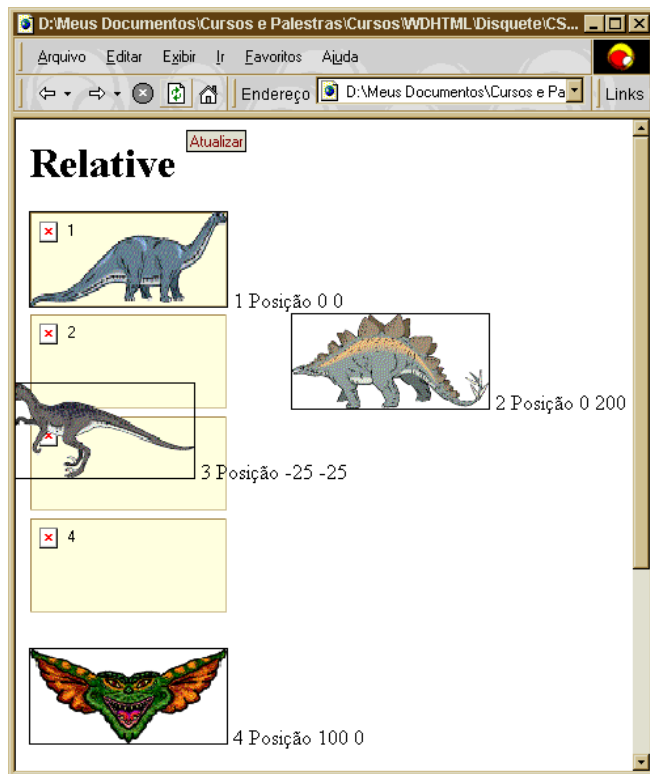 D:\Meus Documentos\Cursos e Palestras\Cursos\WDHTML\Disquete\CS...
Arquivo Editar Exibir Ir Favoritos Ajuda
Endereço D:\Meus Documentos\Cursos e Pa Links
Atualizar
Relative
1
1 Posição 0 0
2
2 Posição 0 200
3 Posição -25 -25
4
4 Posição 100 0